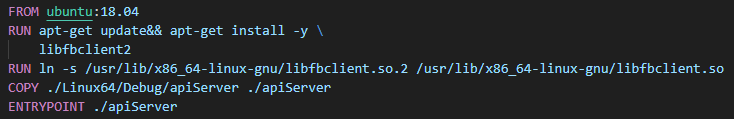 FROM ubuntu:18.04
RUN apt-get update&& apt-get install -y \
    libfbclient2
RUN ln -s /usr/lib/x86_64-linux-gnu/libfbclient.so.2 /usr/lib/x86_64-linux-gnu/libfbclient.so
COPY ./Linux64/Debug/apiServer ./apiServer
ENTRYPOINT ./apiServer